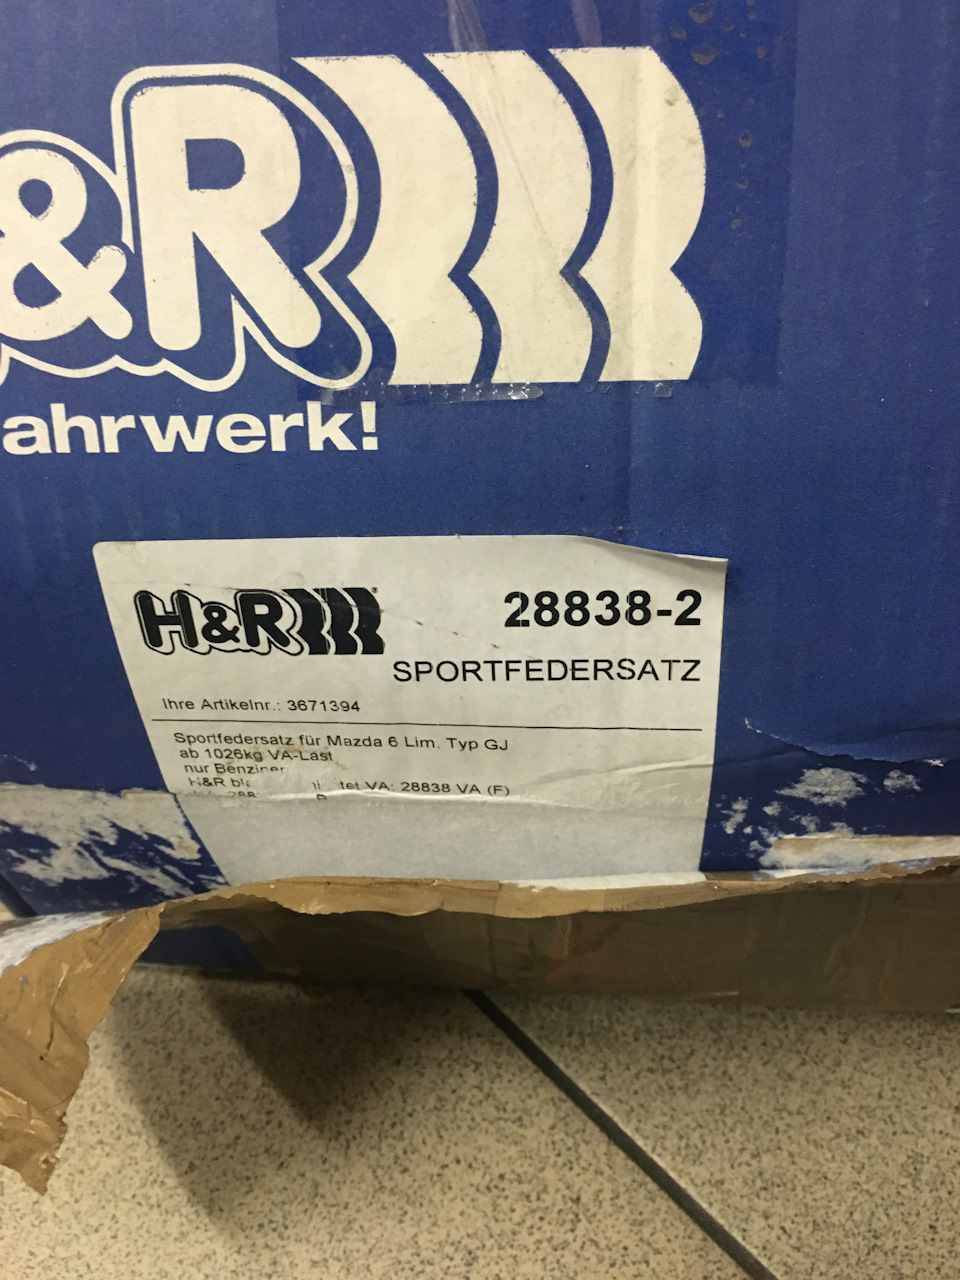 &R
ahrwerk!
H&R
28838-2
SPORTFEDERSATZ
Ihre Artikelnr.: 3671394
Sportfedersatz für Mazda 6 Lim. Typ GJ
ab 1026kg VA-Last
nur Benziner
H&R VA: 28838 VA (F)